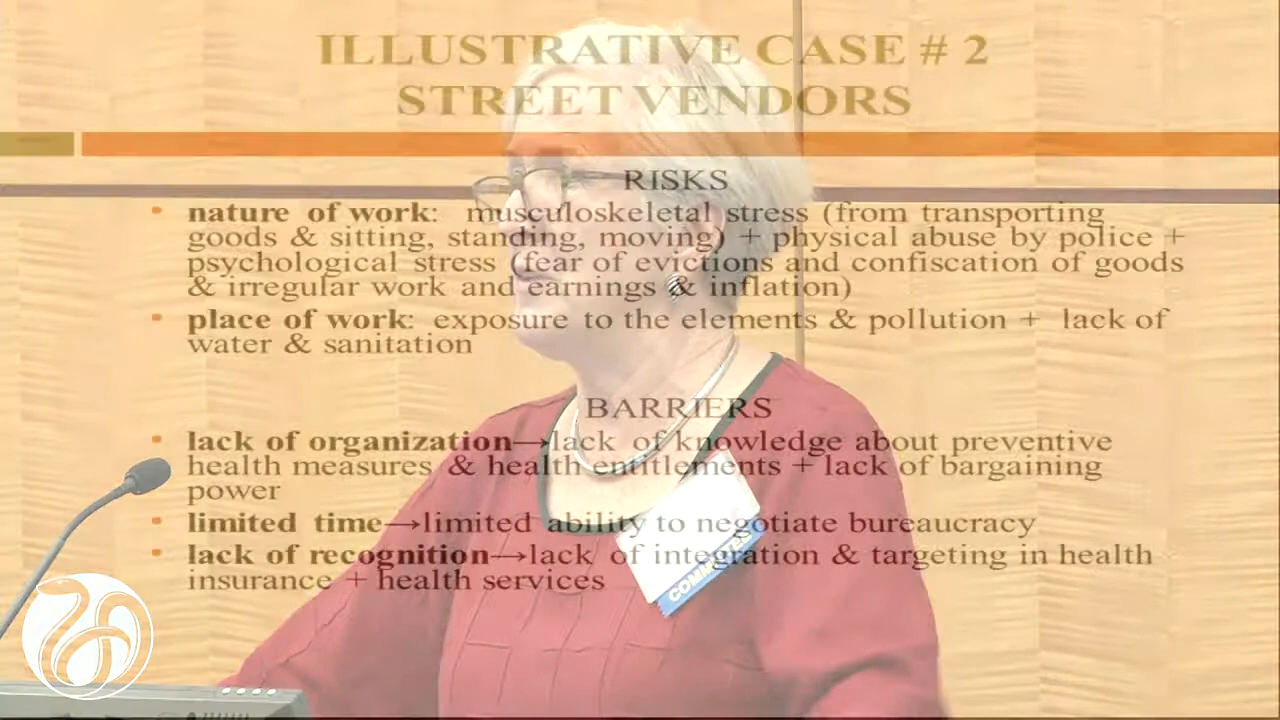 ILLUSTRATIVE CASE # 2
STREET VENDORS
RISKS
• nature of work: musculoskeletal stress (from transporting
goods & sitting, standing, moving) + physical abuse by police +
psychological stress (fear of evictions and confiscation of goods
& irregular work and earnings & inflation)
• place of work: exposure to the elements & pollution + lack of
water & sanitation
BARRIERS
• lack of organization→lack of knowledge about preventive
health measures & health entitlements + lack of bargaining
power
• limited time→limited ability to negotiate bureaucracy
• lack of recognition→lack of integration & targeting in health
insurance + health services